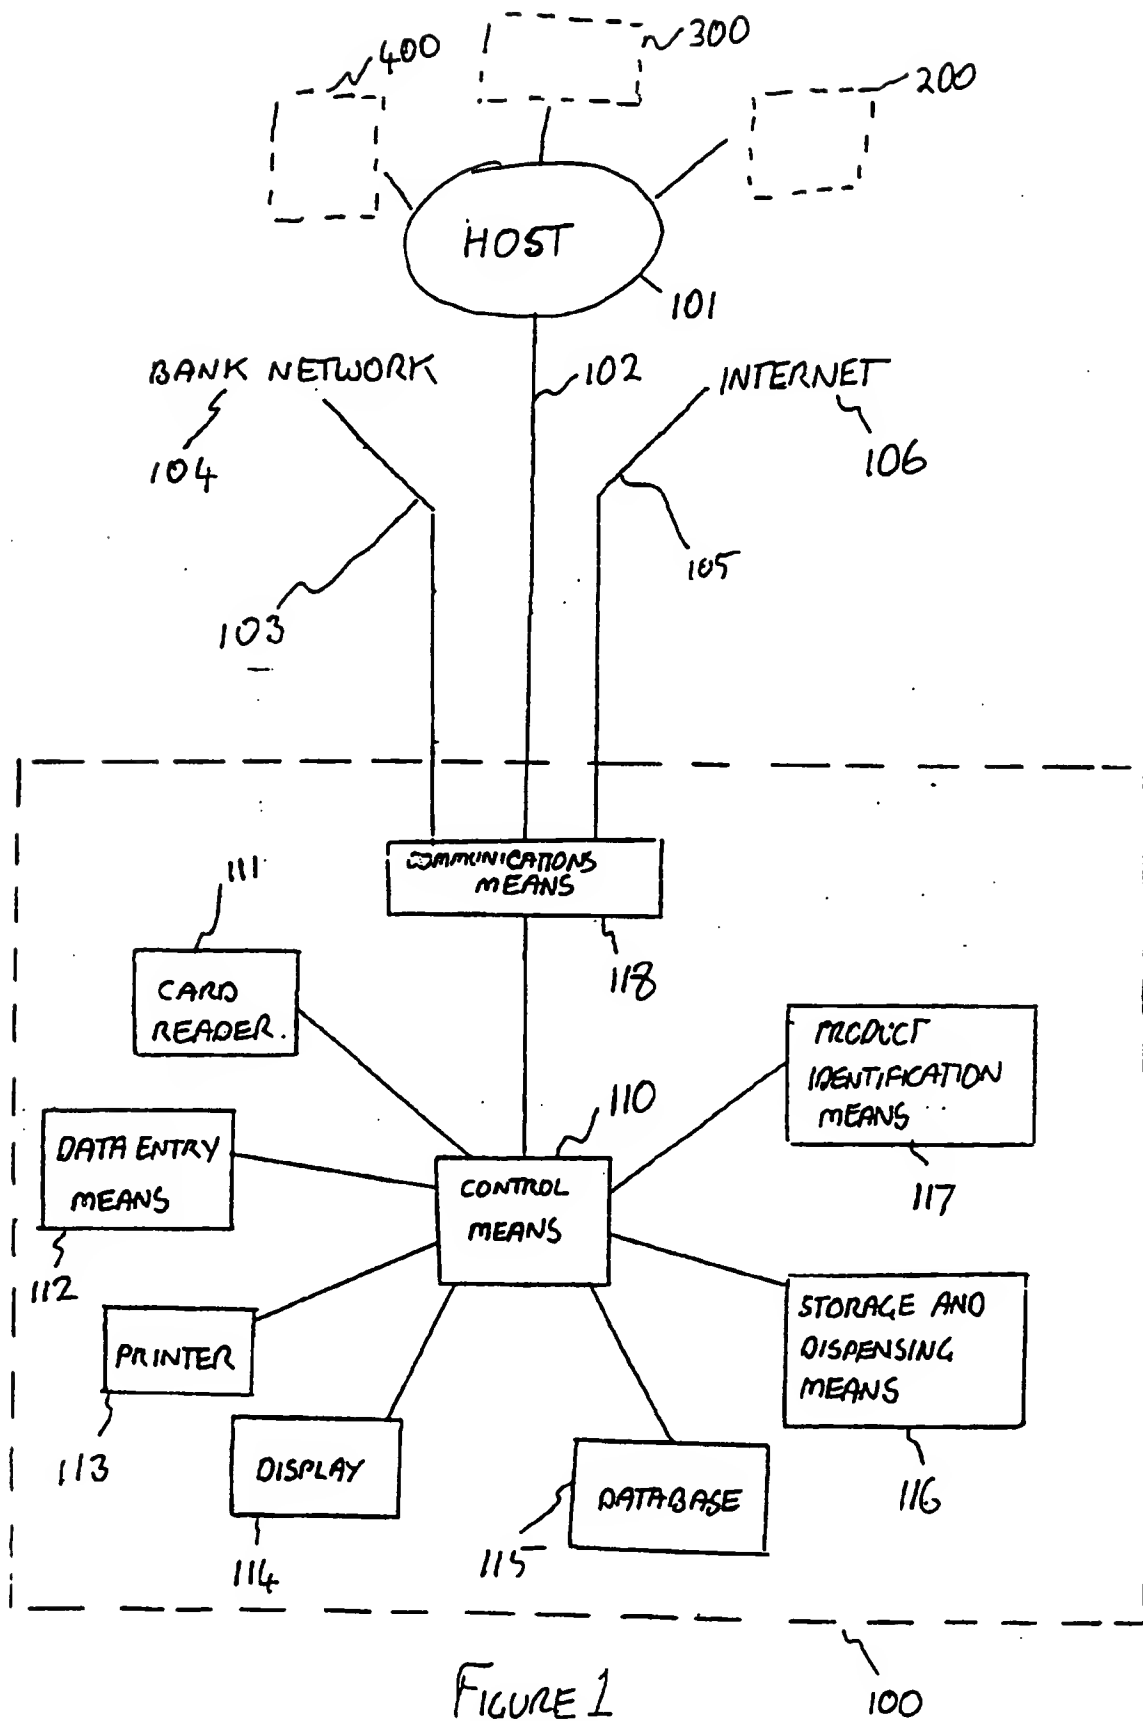 400
300
200
HOST
101
BANK NETWORK
102
INTERNET
104
106
105
103
COMMUNICATIONS
MEANS
111
118
CARD
READER.
PRODUCT
IDENTIFICATION
MEANS
110
DATA ENTRY
MEANS
CONTROL
MEANS
117
112
STORAGE AND
DISPENSING
MEANS
PRINTER
113
DISPLAY
DATABASE
116
114
115
100
FIGURE 1